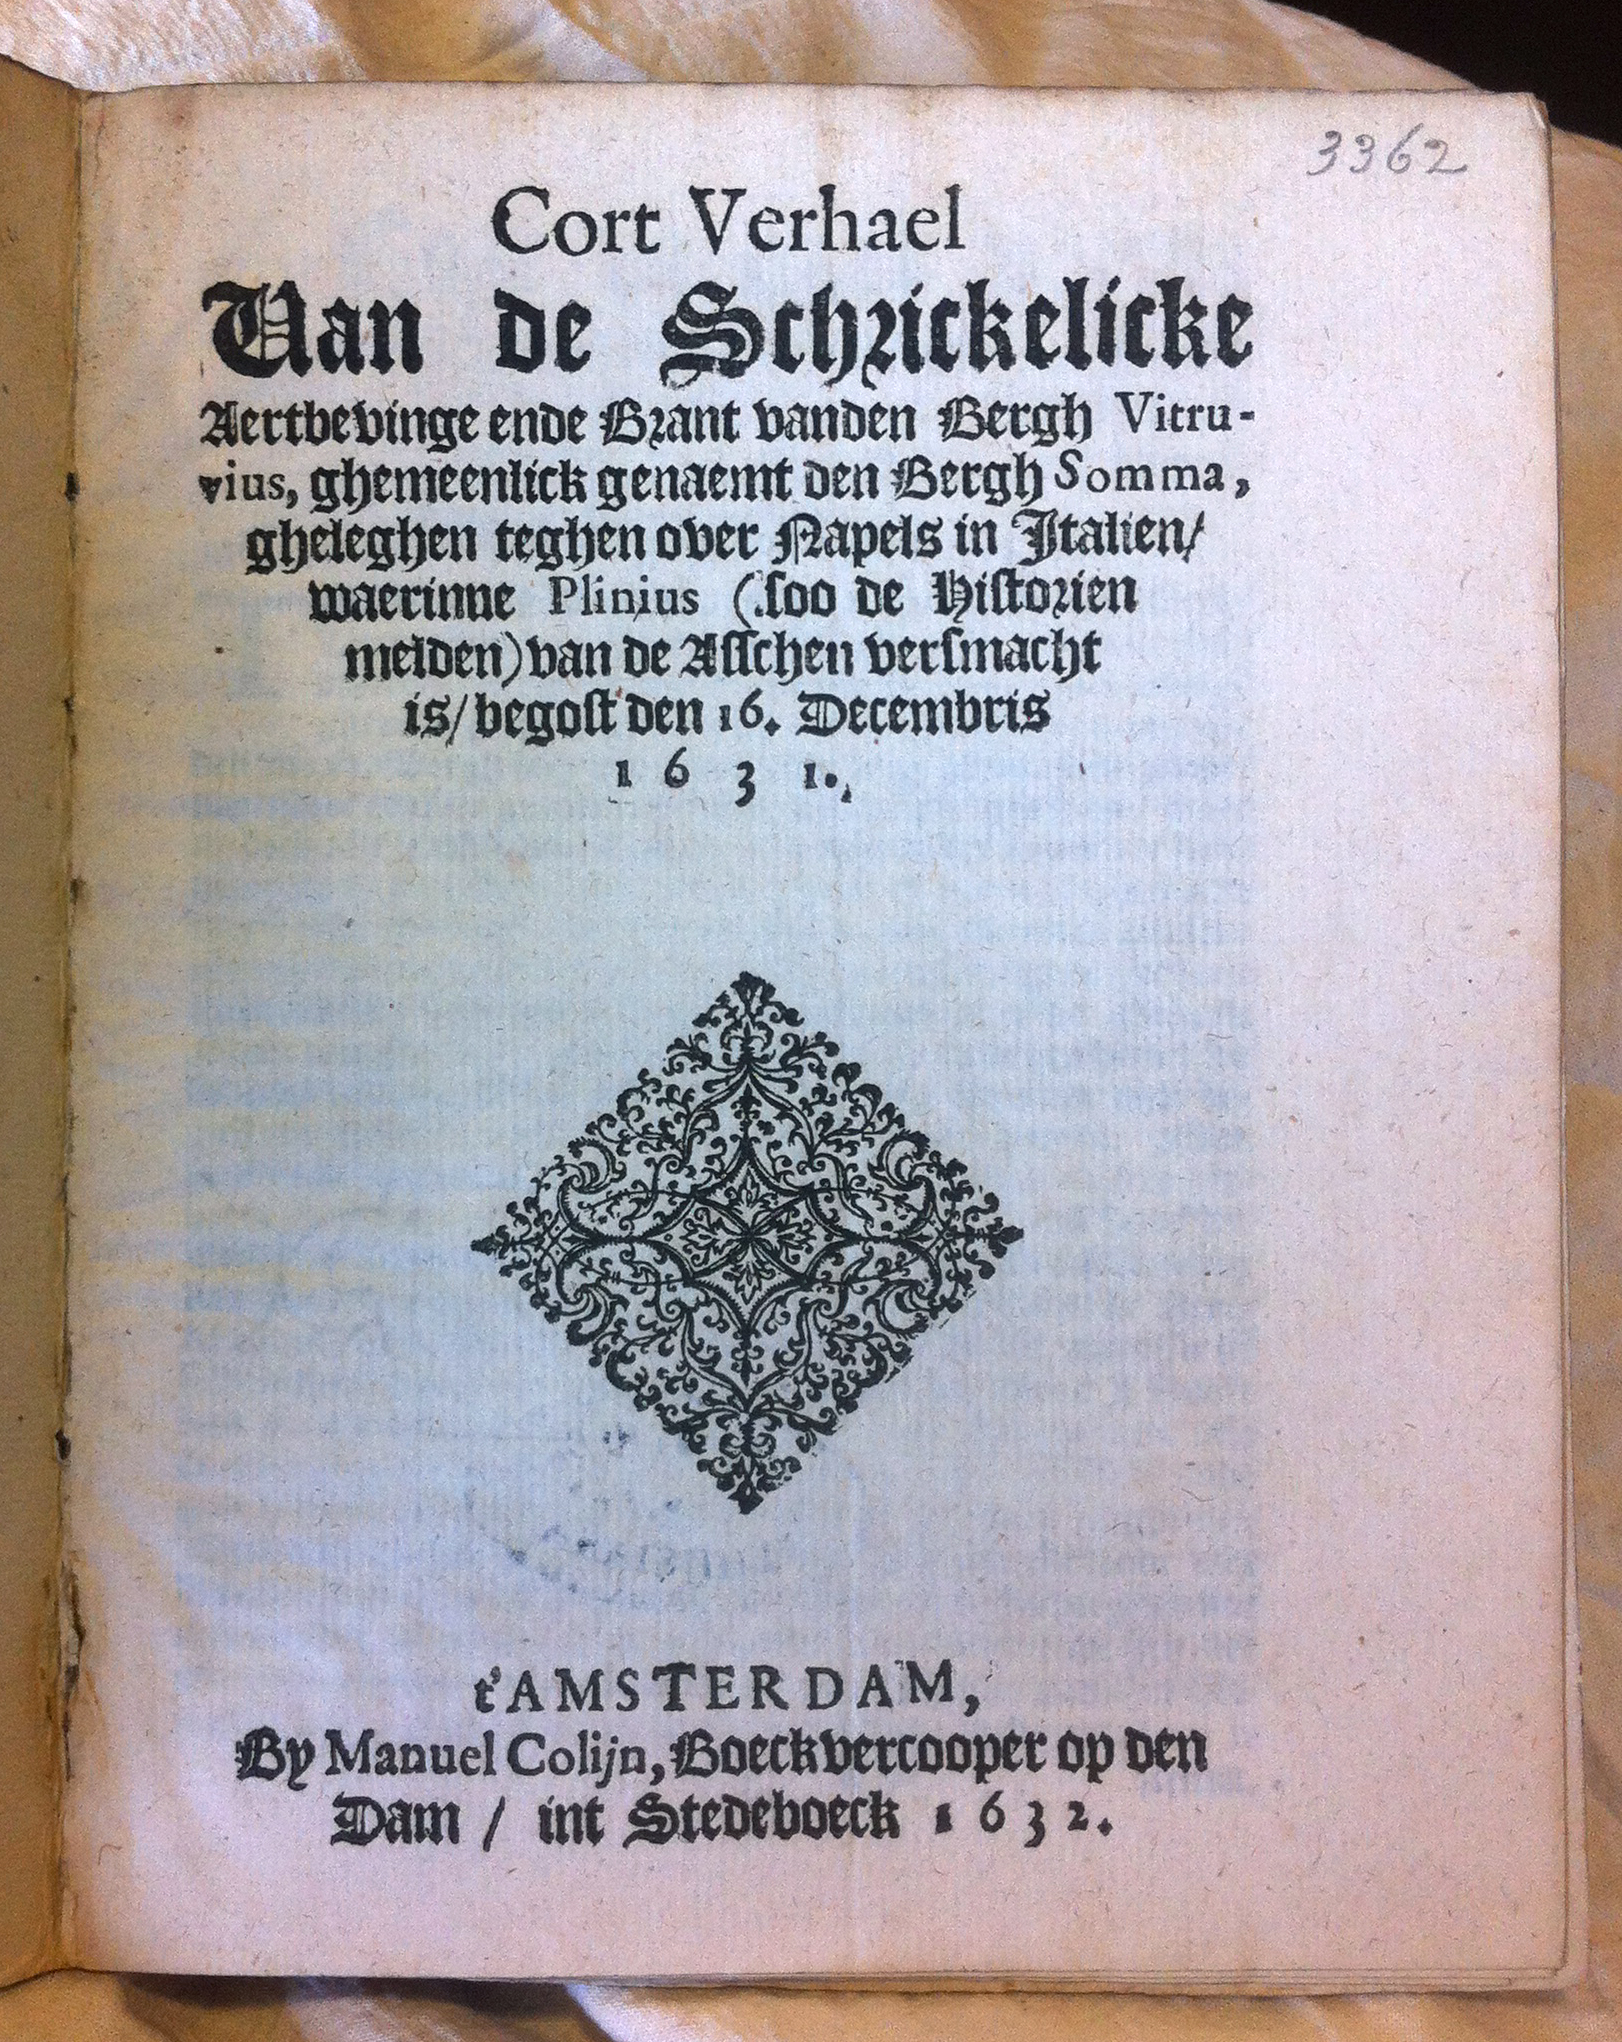 3362
Cort Verhael
Van de Schrickelicke
Aertbevinge ende Brant vanden Bergh Vitru-
vius, ghemeenlick genaemt den Bergh Somma,
gheleghen teghen over Napels in Italien/
waerinne Plinius (soo de Historien
melden) van de Asschen versmacht
is/ begost den 16. Decembris
1631.
t'AMSTERDAM,
By Manuel Colijn, Boeckvercooper op den
Dam / int Stedeboeck 1632.